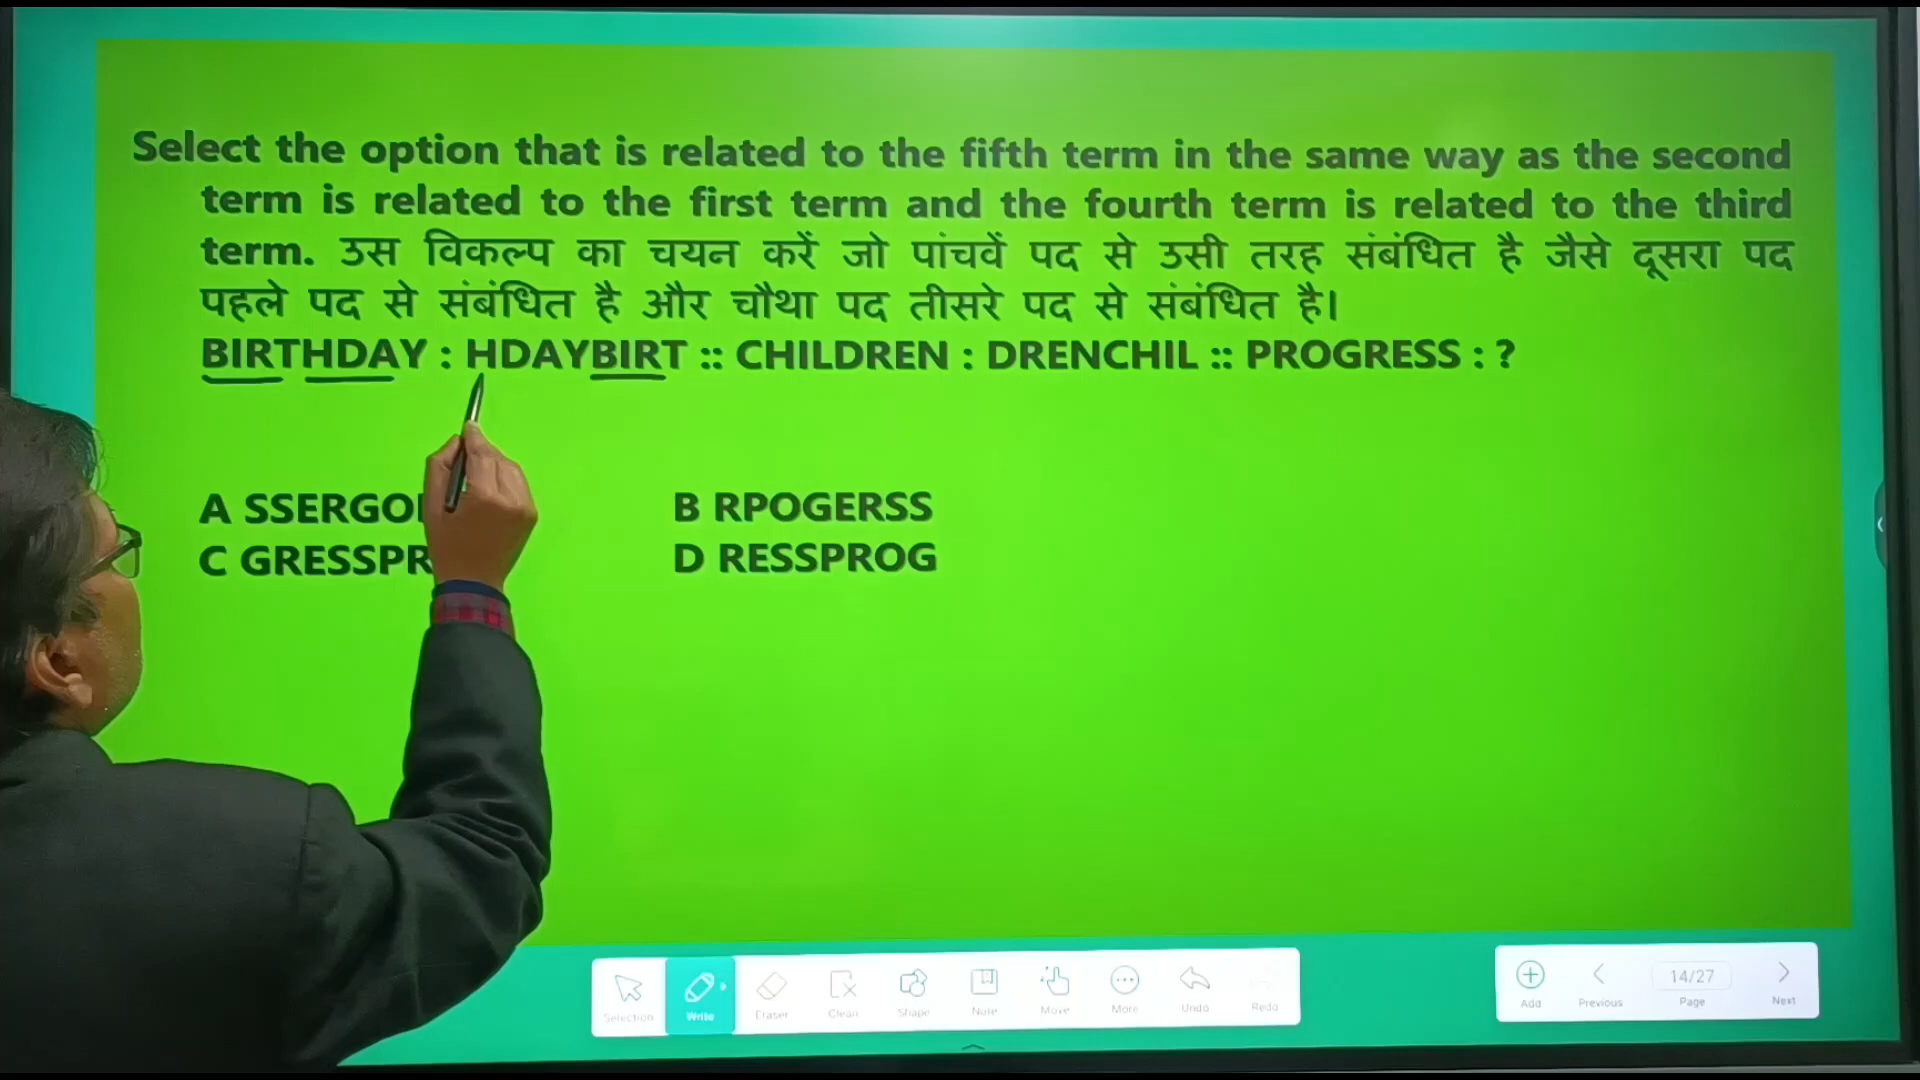 Select the option that is related to the fifth term in the same way as the second
term is related to the first term and the fourth term is related to the third
term. उस विकल्प का चयन करें जो पांचवें पद से उसी तरह संबंधित है जैसे दूसरा पद
पहले पद से संबंधित है और चौथा पद तीसरे पद से संबंधित है।
BIRTHDAY : HDAYBIRT :: CHILDREN : DRENCHIL :: PROGRESS : ?
A
B RPOGERSS
C
D RESSPROG
Selection Write Eraser Clean Shape Note Move More Undo Redo
Add Previous 14/27 Page Next